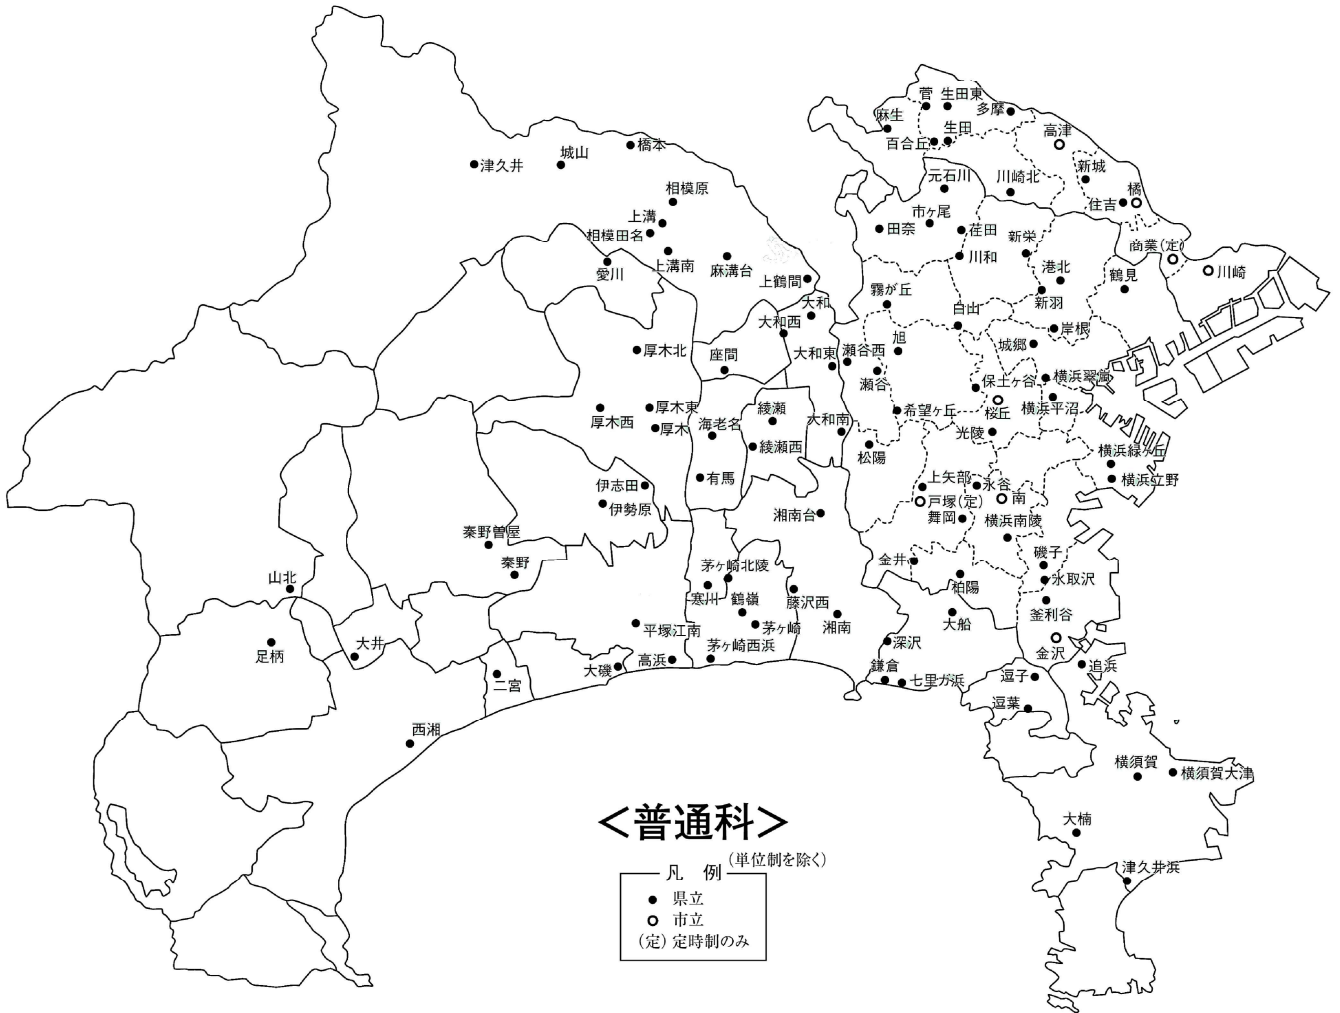 菅
生田東
多摩
麻生
百合丘
生田
高津
新城
橘
住吉
元石川
川崎北
市ヶ尾
田奈
荏田
新栄
川和
港北
新羽
鶴見
商業(定)
川崎
霧が丘
白山
岸根
城郷
旭
瀬谷西
瀬谷
保土ヶ谷
横浜翠嵐
桜丘
横浜平沼
希望ヶ丘
光陵
松陽
横浜緑ヶ丘
横浜立野
上矢部
永谷
南
戸塚(定)
舞岡
横浜南陵
金井
磯子
氷取沢
柏陽
釜利谷
大船
金沢
追浜
深沢
鎌倉
七里が浜
逗子
逗葉
横須賀
横須賀大津
大楠
津久井浜
津久井
城山
橋本
相模原
上溝
相模田名
上溝南
麻溝台
上鶴間
愛川
大和
大和西
大和東
座間
厚木北
厚木東
厚木西
厚木
海老名
綾瀬
綾瀬西
大和南
有馬
伊志田
伊勢原
湘南台
秦野曽屋
秦野
山北
茅ヶ崎北陵
寒川
鶴嶺
藤沢西
湘南
茅ヶ崎
平塚江南
茅ヶ崎西浜
高浜
大磯
二宮
大井
足柄
西湘
＜普通科＞
(単位制を除く)
凡 例
● 県立
○ 市立
(定) 定時制のみ